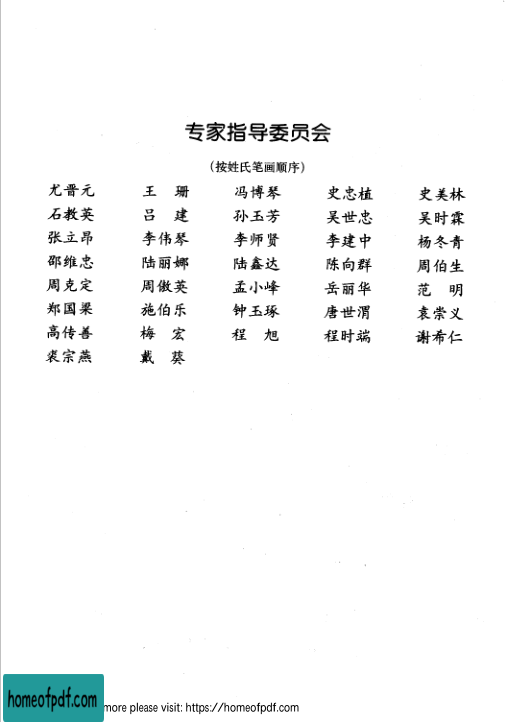 专家指导委员会
（按姓氏笔画顺序）
尤晋元 王 珊 冯博琴 史忠植 史美林
石教英 吕 建 孙玉芳 吴世忠 吴时霖
张立昂 李伟琴 李师贤 李建中 杨冬青
邵维忠 陆丽娜 陆鑫达 陈向群 周伯生
周克定 周傲英 孟小峰 岳丽华 范 明
郑国梁 施伯乐 钟玉琢 唐世渭 袁崇义
高传善 梅 宏 程 旭 程时端 谢希仁
裘宗燕 戴 葵
homeofpdf.com
more please visit: https://homeofpdf.com